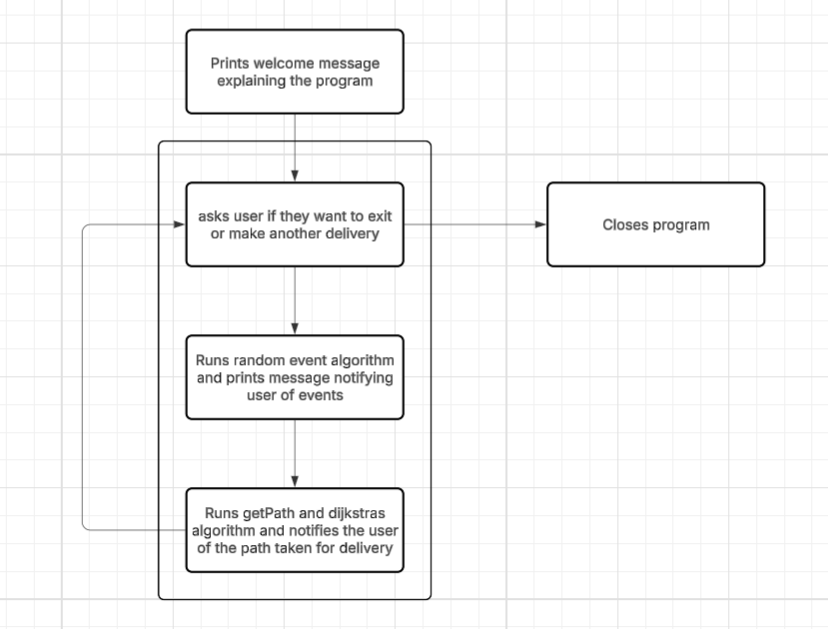 Prints welcome message
explaining the program
asks user if they want to exit
or make another delivery
Closes program
Runs random event algorithm
and prints message notifying
user of events
Runs getPath and dijkstras
algorithm and notifies the user
of the path taken for delivery